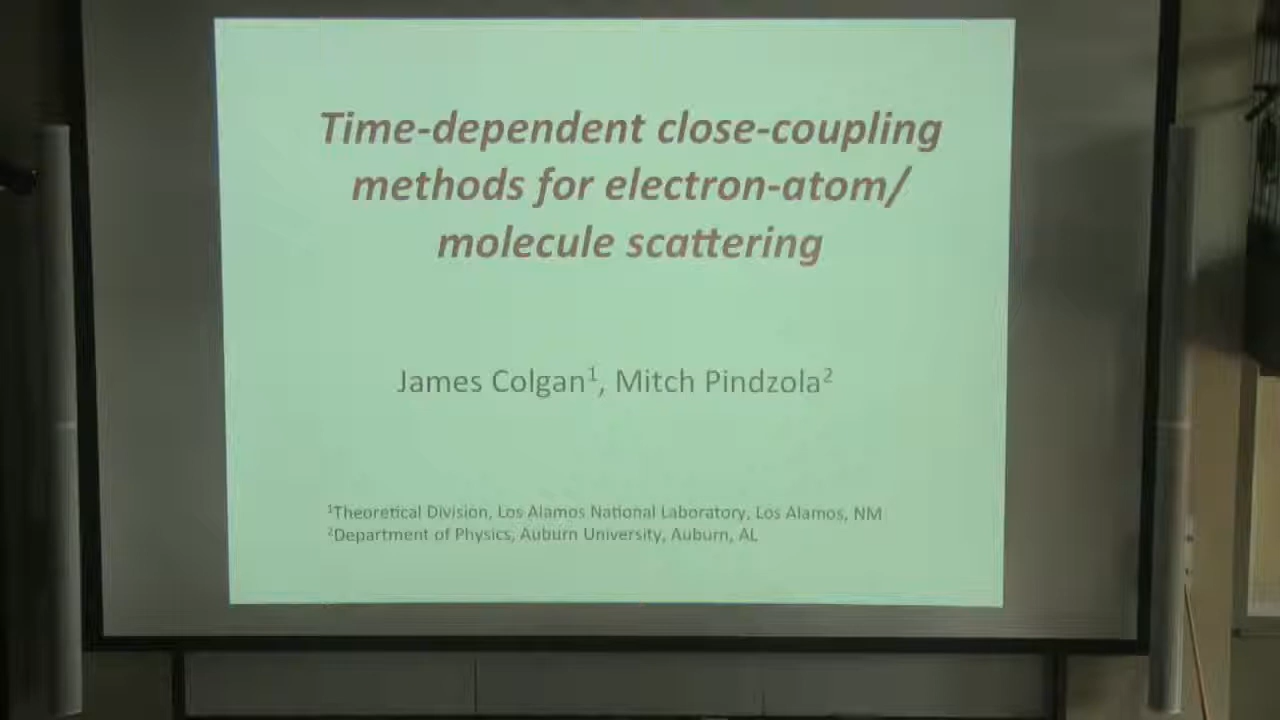 Time-dependent close-coupling
methods for electron-atom/
molecule scattering
James Colgan¹, Mitch Pindzola²
¹Theoretical Division, Los Alamos National Laboratory, Los Alamos, NM
²Department of Physics, Auburn University, Auburn, AL